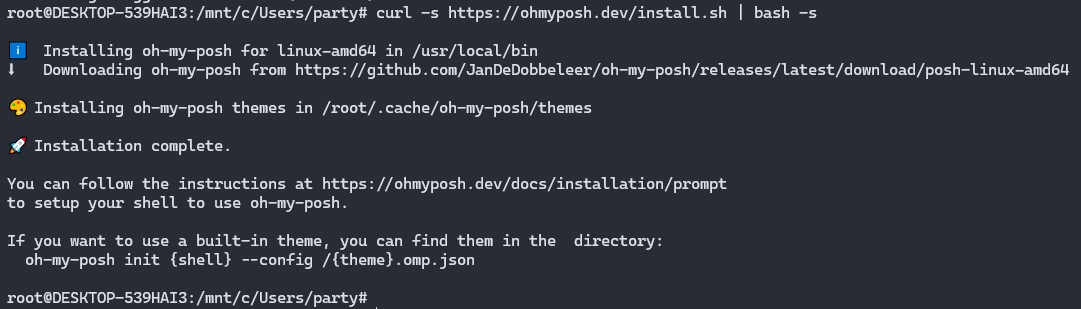 root@DESKTOP-539HAI3:/mnt/c/Users/party# curl -s https://ohmyposh.dev/install.sh | bash -s
ℹ️ Installing oh-my-posh for linux-amd64 in /usr/local/bin
⬇ Downloading oh-my-posh from https://github.com/JanDeDobbeleer/oh-my-posh/releases/latest/download/posh-linux-amd64
🎨 Installing oh-my-posh themes in /root/.cache/oh-my-posh/themes
🚀 Installation complete.
You can follow the instructions at https://ohmyposh.dev/docs/installation/prompt
to setup your shell to use oh-my-posh.
If you want to use a built-in theme, you can find them in the  directory:
  oh-my-posh init {shell} --config /{theme}.omp.json
root@DESKTOP-539HAI3:/mnt/c/Users/party#